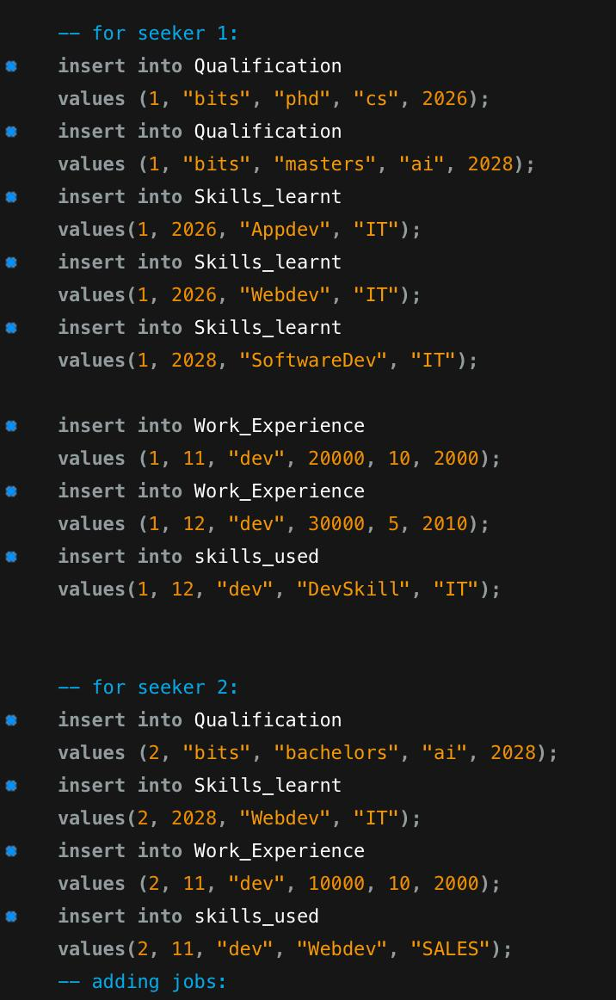 -- for seeker 1:
insert into Qualification
values (1, "bits", "phd", "cs", 2026);
insert into Qualification
values (1, "bits", "masters", "ai", 2028);
insert into Skills_learnt
values(1, 2026, "Appdev", "IT");
insert into Skills_learnt
values(1, 2026, "Webdev", "IT");
insert into Skills_learnt
values(1, 2028, "SoftwareDev", "IT");
insert into Work_Experience
values (1, 11, "dev", 20000, 10, 2000);
insert into Work_Experience
values (1, 12, "dev", 30000, 5, 2010);
insert into skills_used
values(1, 12, "dev", "DevSkill", "IT");
-- for seeker 2:
insert into Qualification
values (2, "bits", "bachelors", "ai", 2028);
insert into Skills_learnt
values(2, 2028, "Webdev", "IT");
insert into Work_Experience
values (2, 11, "dev", 10000, 10, 2000);
insert into skills_used
values(2, 11, "dev", "Webdev", "SALES");
-- adding jobs: